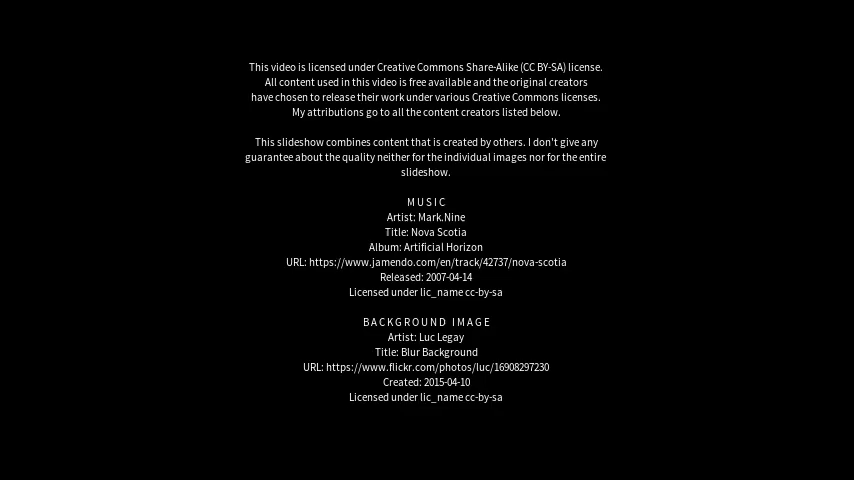 This video is licensed under Creative Commons Share-Alike (CC BY-SA) license.
All content used in this video is free available and the original creators
have chosen to release their work under various Creative Commons licenses.
My attributions go to all the content creators listed below.
This slideshow combines content that is created by others. I don't give any
guarantee about the quality neither for the individual images nor for the entire
slideshow.
M U S I C
Artist: Mark.Nine
Title: Nova Scotia
Album: Artificial Horizon
URL: https://www.jamendo.com/en/track/42737/nova-scotia
Released: 2007-04-14
Licensed under lic_name cc-by-sa
B A C K G R O U N D  I M A G E
Artist: Luc Legay
Title: Blur Background
URL: https://www.flickr.com/photos/luc/16908297230
Created: 2015-04-10
Licensed under lic_name cc-by-sa